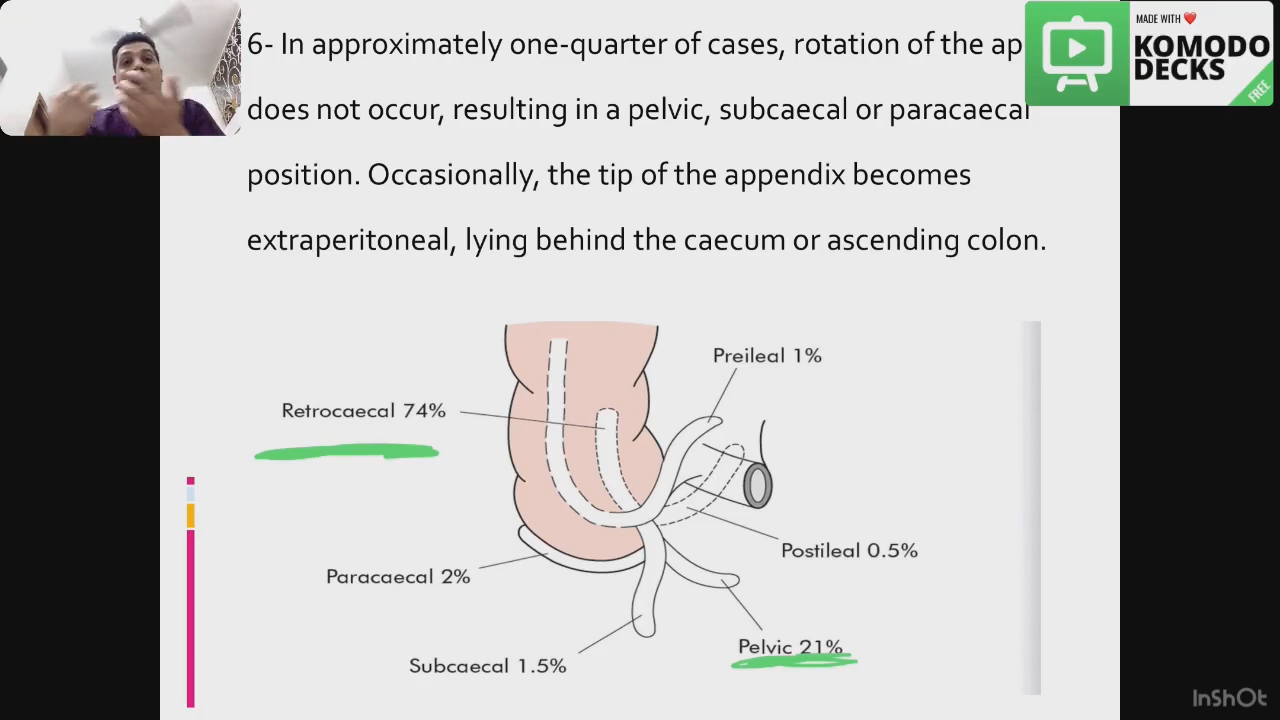 6- In approximately one-quarter of cases, rotation of the ap
does not occur, resulting in a pelvic, subcaecal or paracaecal
position. Occasionally, the tip of the appendix becomes
extraperitoneal, lying behind the caecum or ascending colon.
MADE WITH ❤️
KOMODO
DECKS
FREE
Preileal 1%
Retrocaecal 74%
Postileal 0.5%
Paracaecal 2%
Pelvic 21%
Subcaecal 1.5%
InShOt